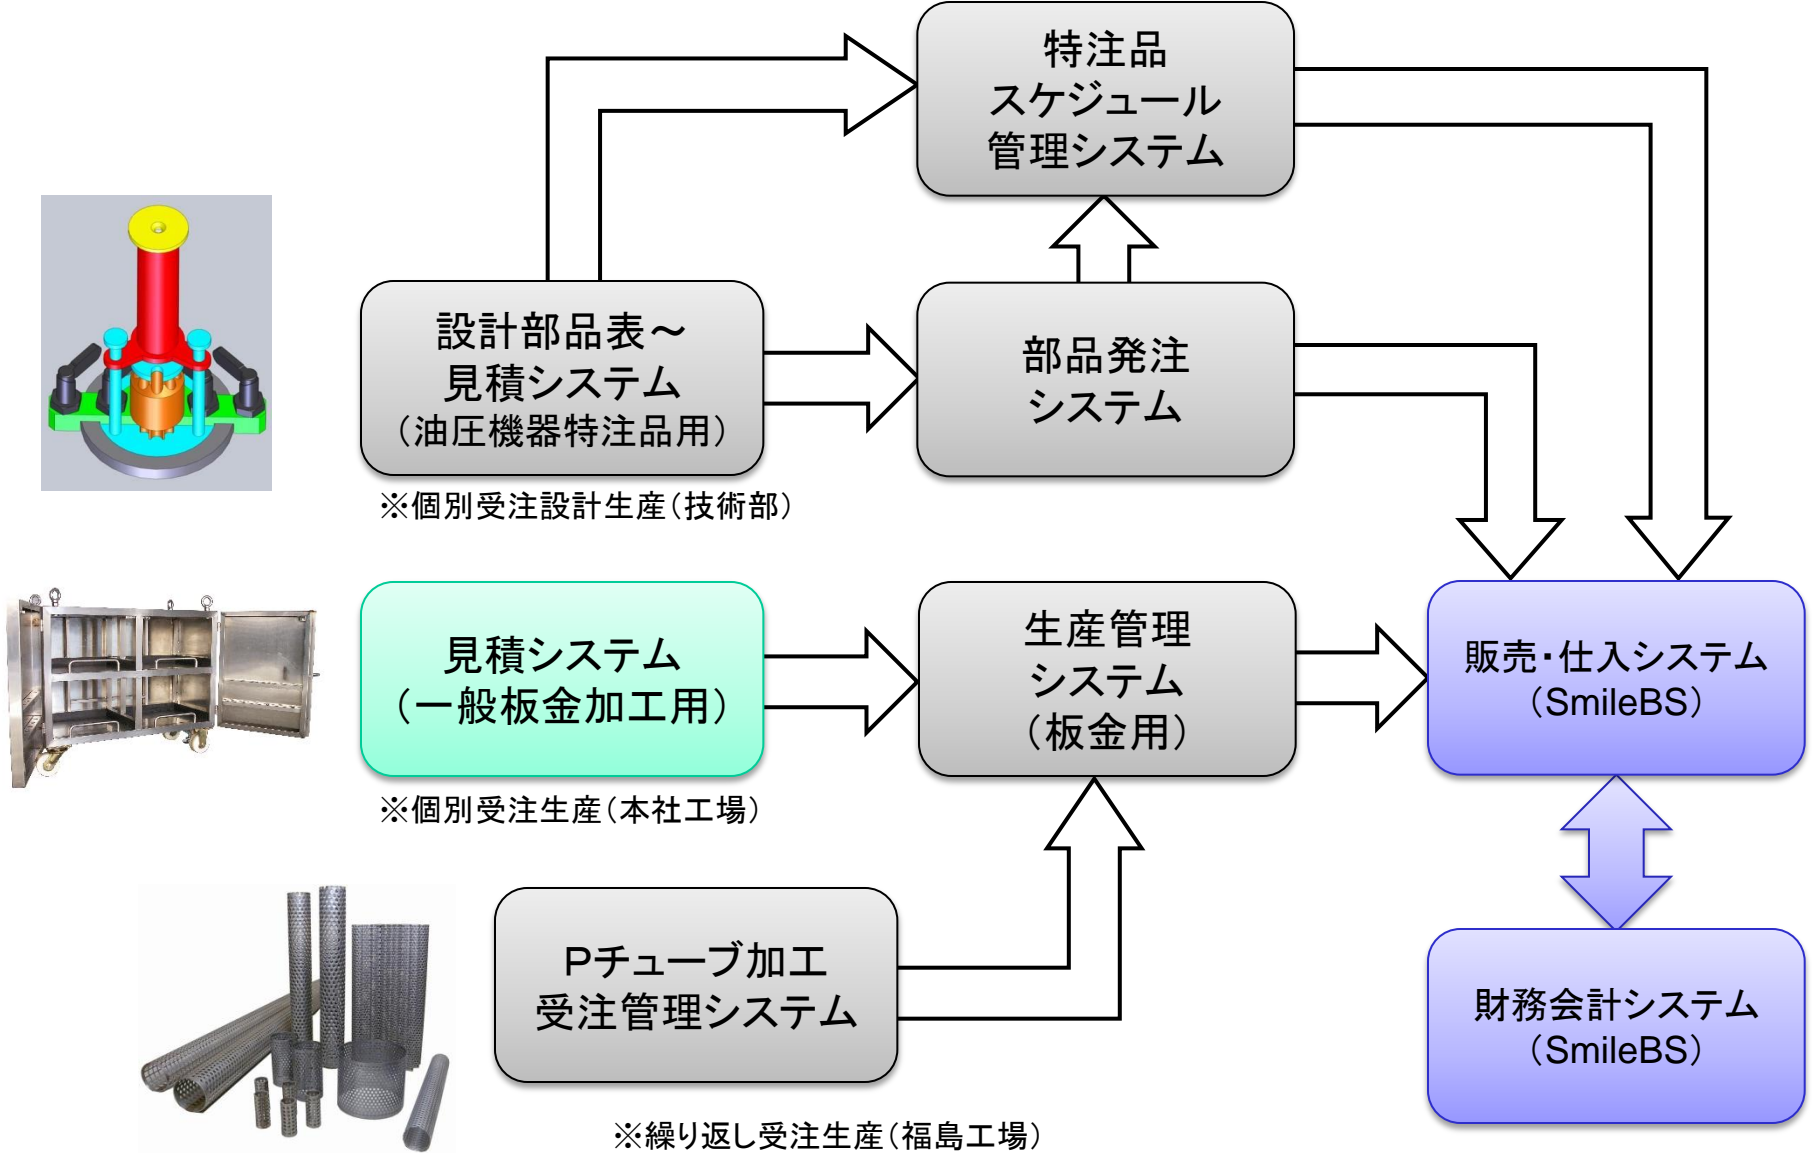 特注品
スケジュール
管理システム
設計部品表～
見積システム
（油圧機器特注品用）
部品発注
システム
※個別受注設計生産（技術部）
見積システム
（一般板金加工用）
生産管理
システム
（板金用）
販売・仕入システム
（SmileBS）
※個別受注生産（本社工場）
Pチューブ加工
受注管理システム
財務会計システム
（SmileBS）
※繰り返し受注生産（福島工場）